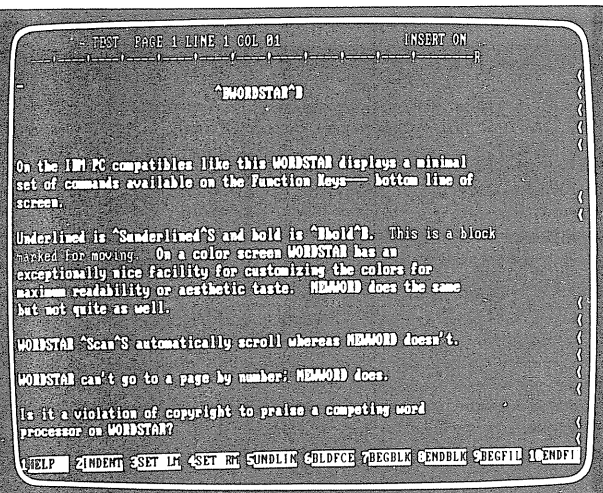 ^ = TEST PAGE 1 LINE 1 COL 01 INSERT ON
^BWORDSTAR^B
On the IBM PC compatibles like this WORDSTAR displays a minimal
set of commands available on the Function Keys—— bottom line of
screen.
Underlined is ^Sunderlined^S and bold is ^Bbold^B. This is a block
marked for moving. On a color screen WORDSTAR has an
exceptionally nice facility for customizing the colors for
maximum readability or aesthetic taste. NEWWORD does the same
but not quite as well.
WORDSTAR ^Scan^S automatically scroll whereas NEWWORD doesn't.
WORDSTAR can't go to a page by number; NEWWORD does.
Is it a violation of copyright to praise a competing word
processor on WORDSTAR?
1HELP 2INDENT 3SET LM 4SET RM 5UNDLIN 6BLDFCE 7BEGBLK 8ENDBLK 9BEGFIL 10ENDFI